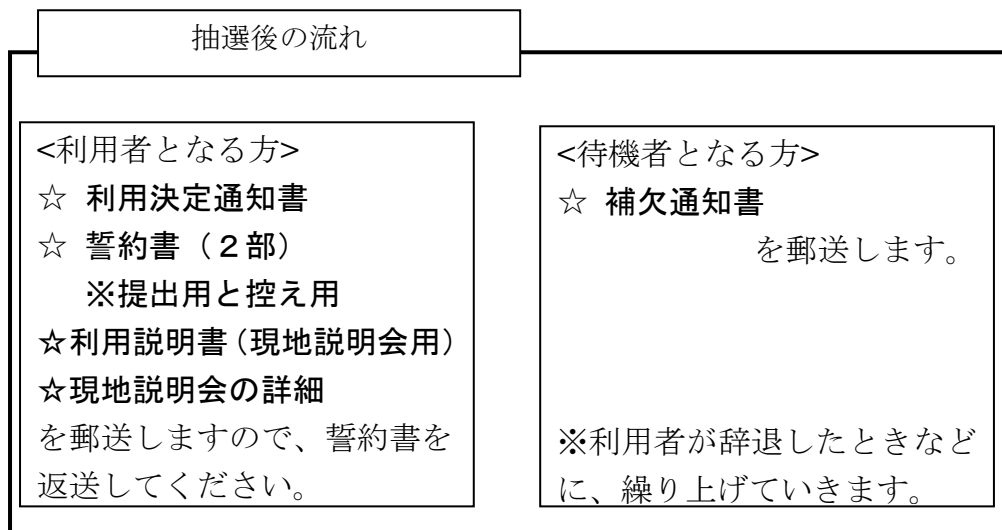 抽選後の流れ
<利用者となる方>
☆ 利用決定通知書
☆ 誓約書（２部）
※提出用と控え用
☆利用説明書（現地説明会用）
☆現地説明会の詳細
を郵送しますので、誓約書を
返送してください。
<待機者となる方>
☆ 補欠通知書
を郵送します。
※利用者が辞退したときなど
に、繰り上げていきます。